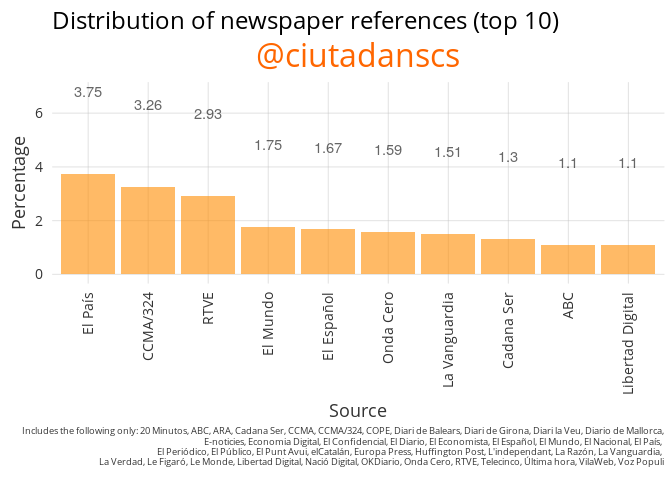 Distribution of newspaper references (top 10)
@ciutadanscs
3.75
3.26
2.93
1.75
1.67
1.59
1.51
1.3
1.1
1.1
6
4
2
0
Percentage
El País
CCMA/324
RTVE
El Mundo
El Español
Onda Cero
La Vanguardia
Cadana Ser
ABC
Libertad Digital
Source
Includes the following only: 20 Minutos, ABC, ARA, Cadana Ser, CCMA, CCMA/324, COPE, Diari de Balears, Diari de Girona, Diari la Veu, Diario de Mallorca,
E-noticies, Economia Digital, El Confidencial, El Diario, El Economista, El Español, El Mundo, El Nacional, El País,
El Periódico, El Público, El Punt Avui, elCatalán, Europa Press, Huffington Post, L'independant, La Razón, La Vanguardia,
La Verdad, Le Figaró, Le Monde, Libertad Digital, Nació Digital, OKDiario, Onda Cero, RTVE, Telecinco, Última hora, VilaWeb, Voz Populi